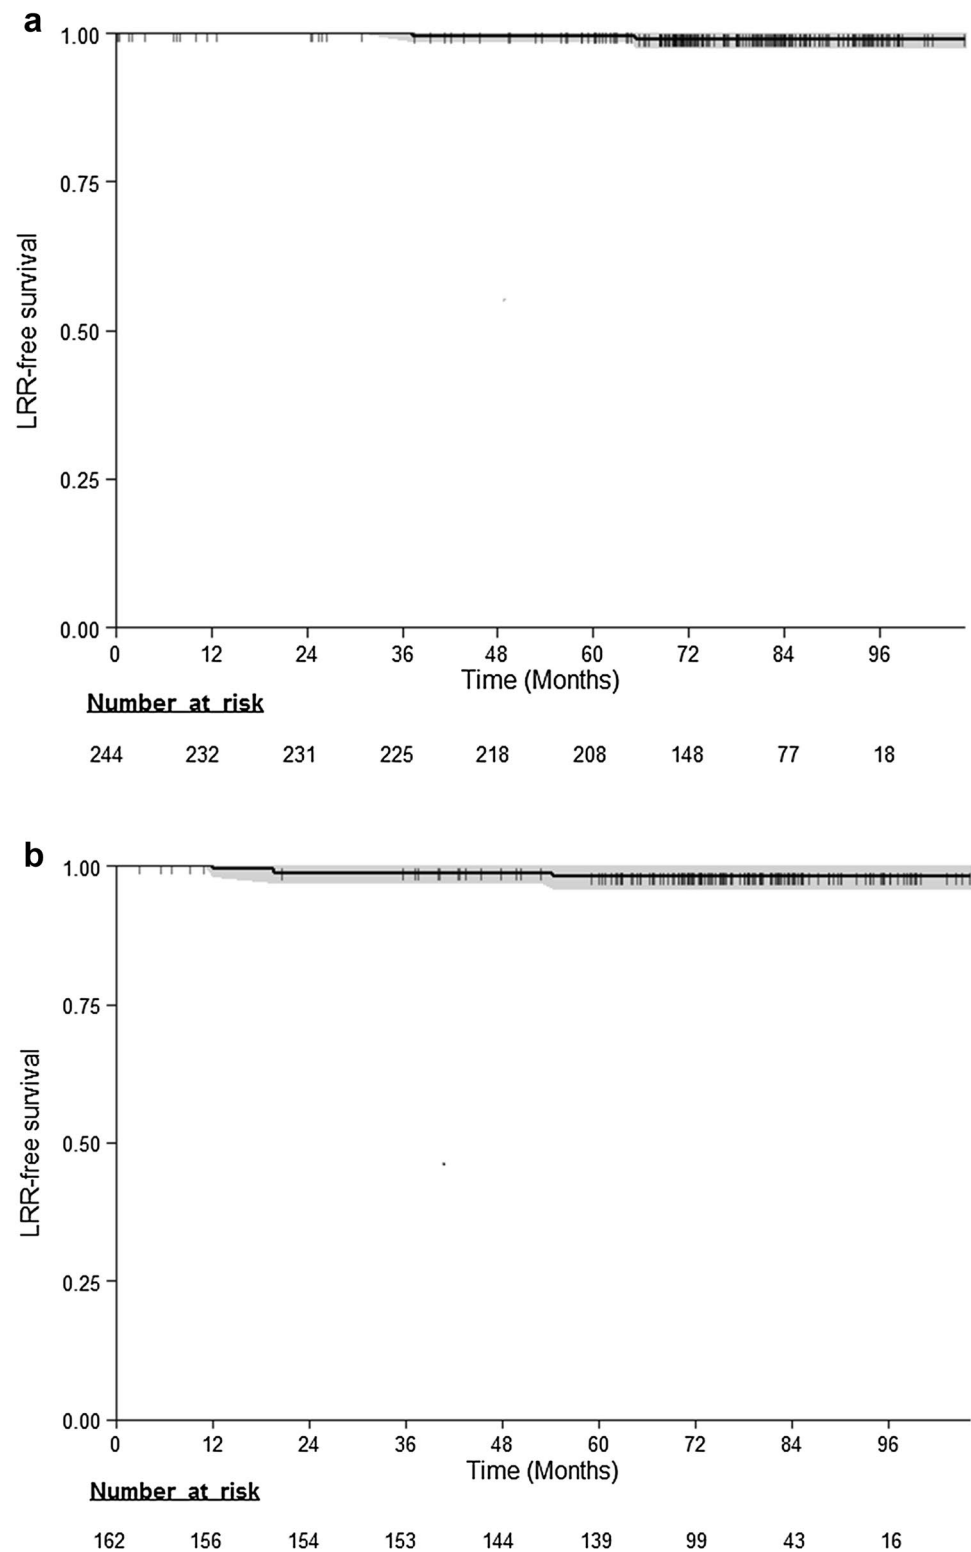 a
1.00
0.75
0.50
0.25
0.00
LRR-free survival
0 12 24 36 48 60 72 84 96
Time (Months)
Number at risk
244 232 231 225 218 208 148 77 18
b
1.00
0.75
0.50
0.25
0.00
LRR-free survival
0 12 24 36 48 60 72 84 96
Time (Months)
Number at risk
162 156 154 153 144 139 99 43 16